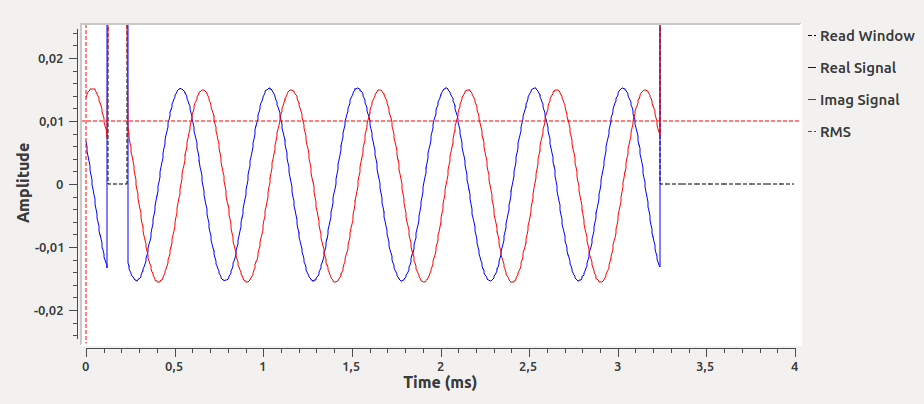 0,02
0,01
0
-0,01
-0,02
Amplitude
0
0,5
1
1,5
2
2,5
3
3,5
4
Time (ms)
Read Window
Real Signal
Imag Signal
RMS